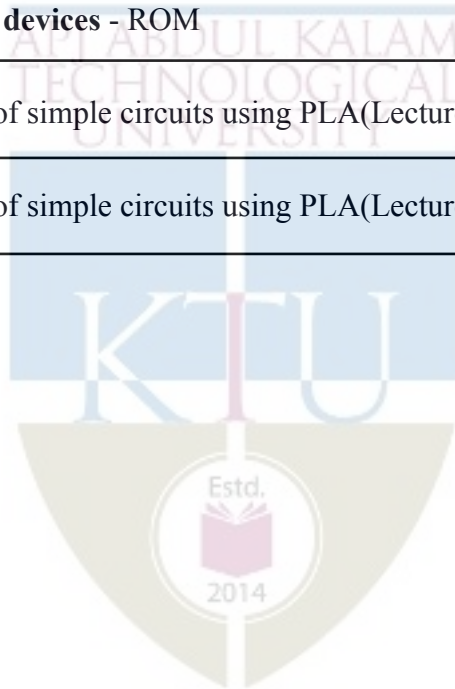 devices - ROM
API ABDUL KALAM
TECHNOLOGICAL
of simple circuits using PLA(Lectur
UNIVERSITY
of simple circuits using PLA(Lectur
KTU
Estd.
2014